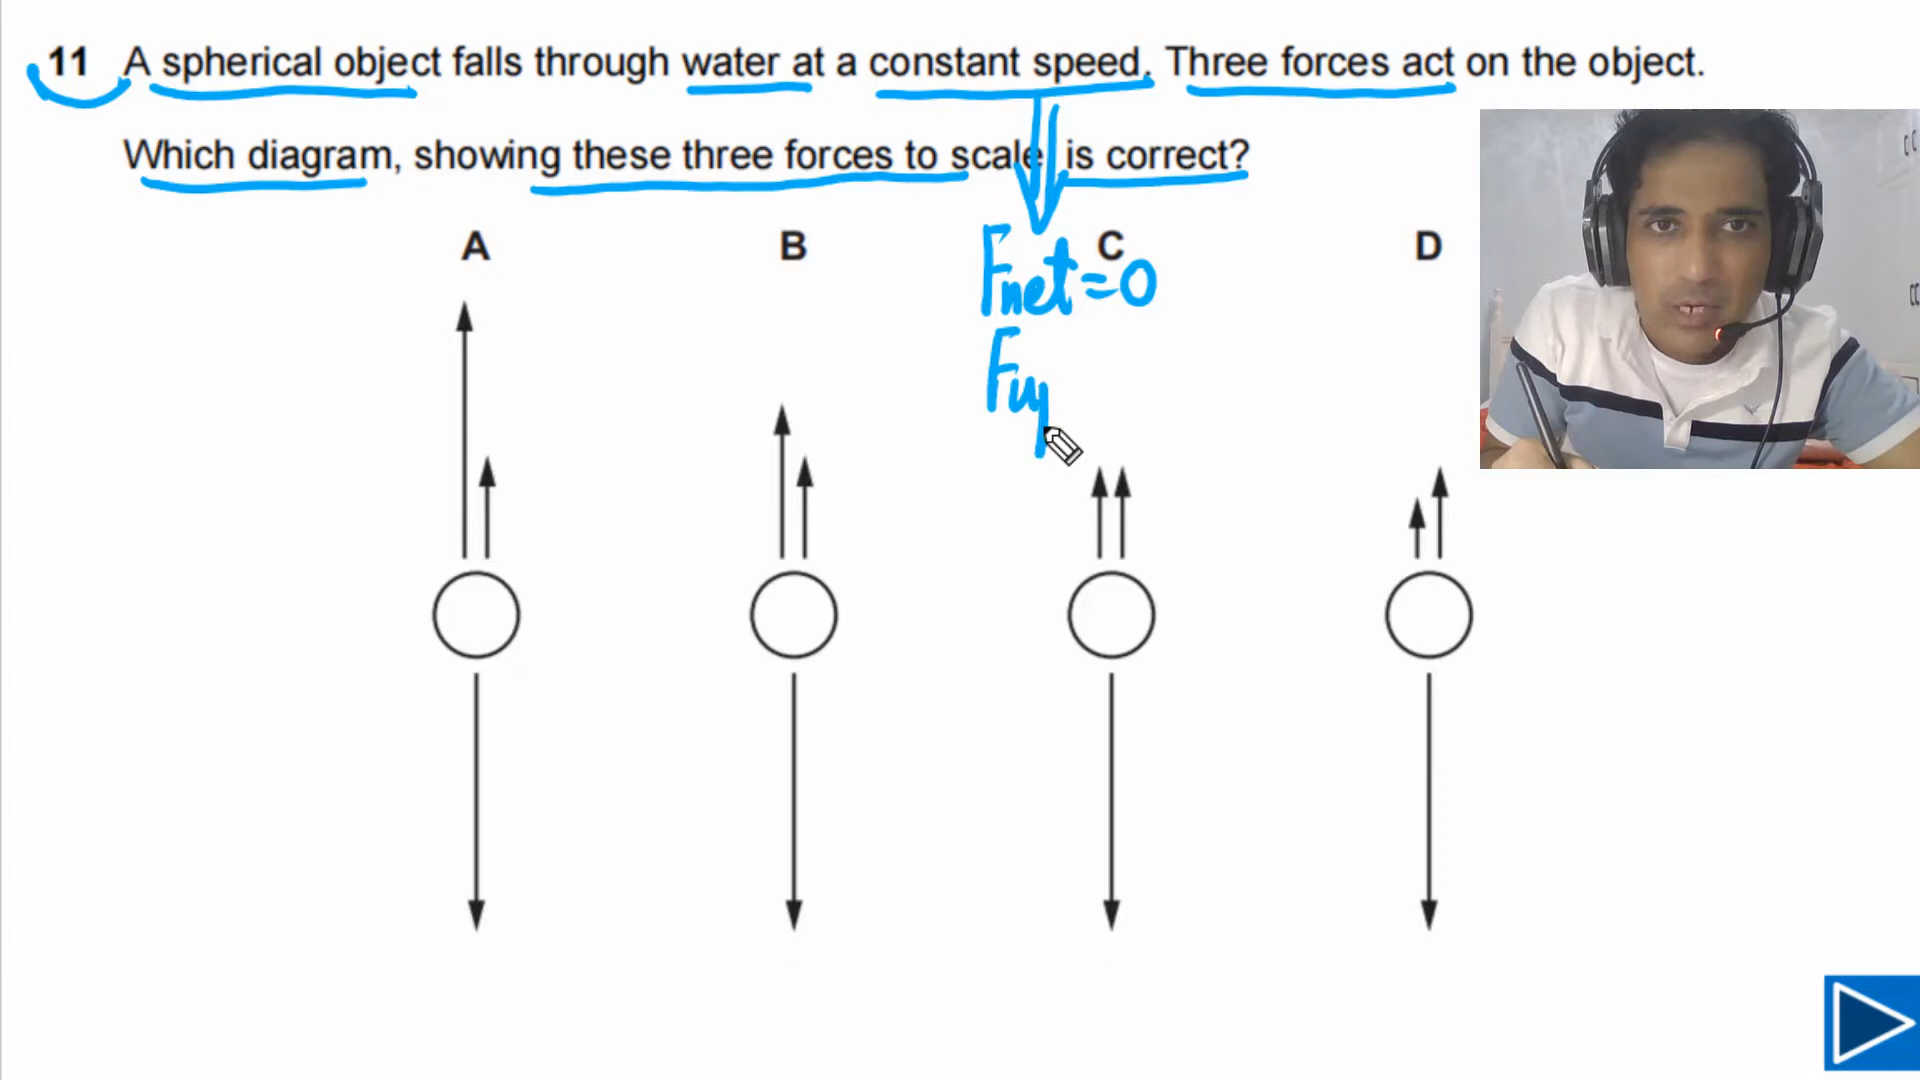 11 A spherical object falls through water at a constant speed. Three forces act on the object.
Which diagram, showing these three forces to scale, is correct?
A B C D
Fnet=0
Fup